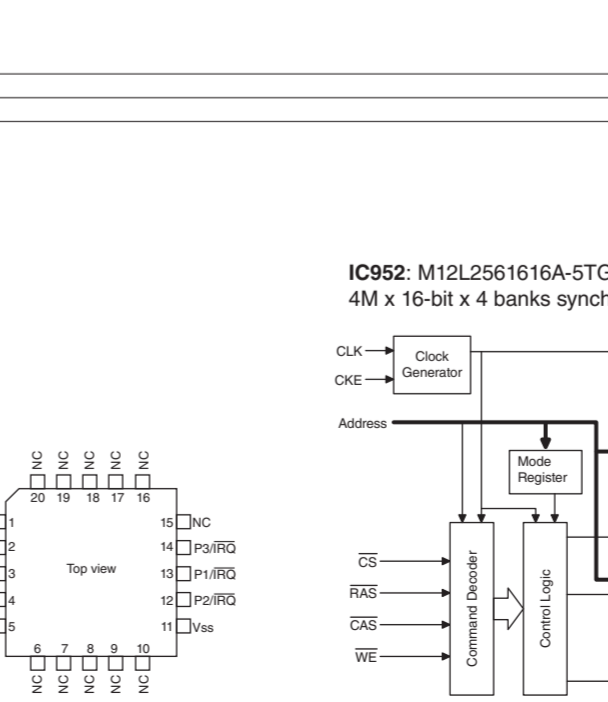 IC952: M12L2561616A-5TG
4M x 16-bit x 4 banks synch
CLK
CKE
Clock
Generator
Address
Mode
Register
CS
RAS
CAS
WE
Command Decoder
Control Logic
NC NC NC NC NC
20 19 18 17 16
1
2
3
4
5
Top view
15 NC
14 P3/IRQ
13 P1/IRQ
12 P2/IRQ
11 Vss
6 7 8 9 10
NC NC NC NC NC